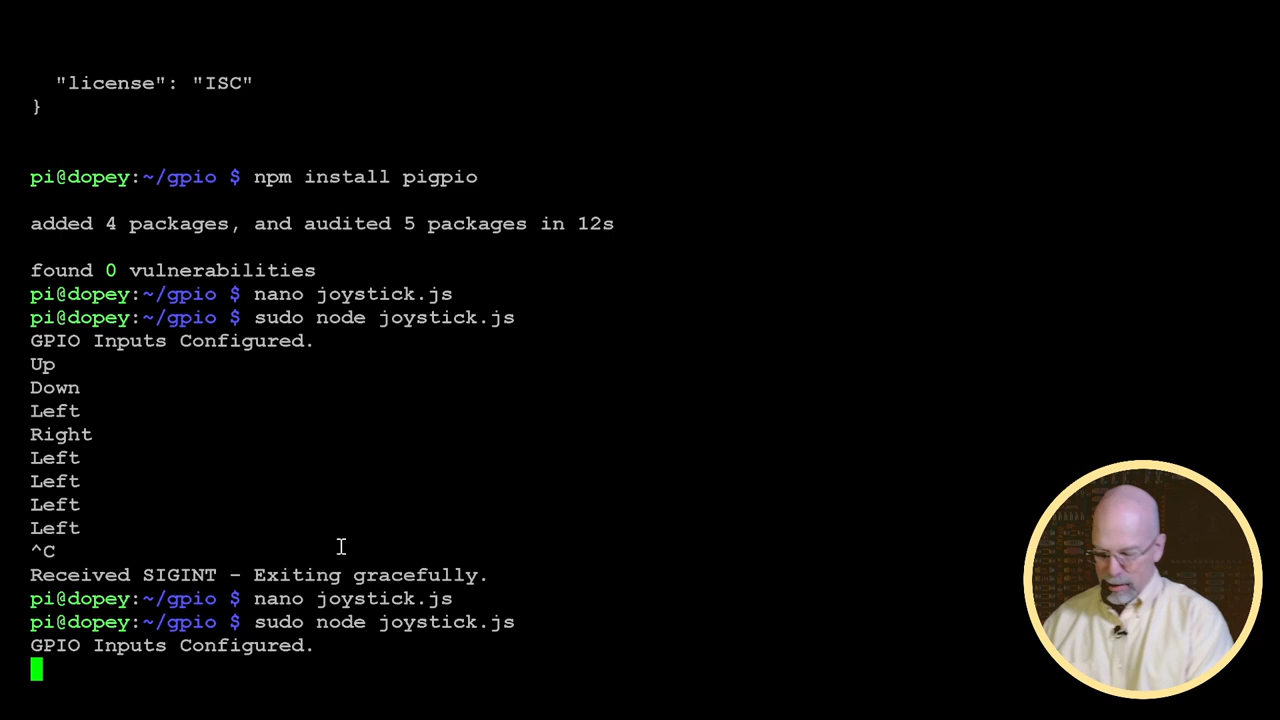 "license": "ISC"
}
pi@dopey:~/gpio $ npm install pigpio
added 4 packages, and audited 5 packages in 12s
found 0 vulnerabilities
pi@dopey:~/gpio $ nano joystick.js
pi@dopey:~/gpio $ sudo node joystick.js
GPIO Inputs Configured.
Up
Down
Left
Right
Left
Left
Left
Left
^C
Received SIGINT - Exiting gracefully.
pi@dopey:~/gpio $ nano joystick.js
pi@dopey:~/gpio $ sudo node joystick.js
GPIO Inputs Configured.